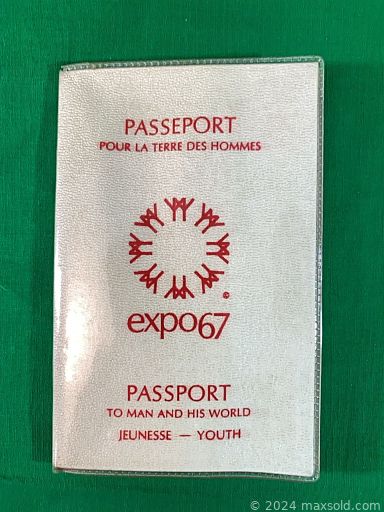 PASSEPORT
POUR LA TERRE DES HOMMES
©
expo67
PASSPORT
TO MAN AND HIS WORLD
JEUNESSE — YOUTH
© 2024 maxsold.com